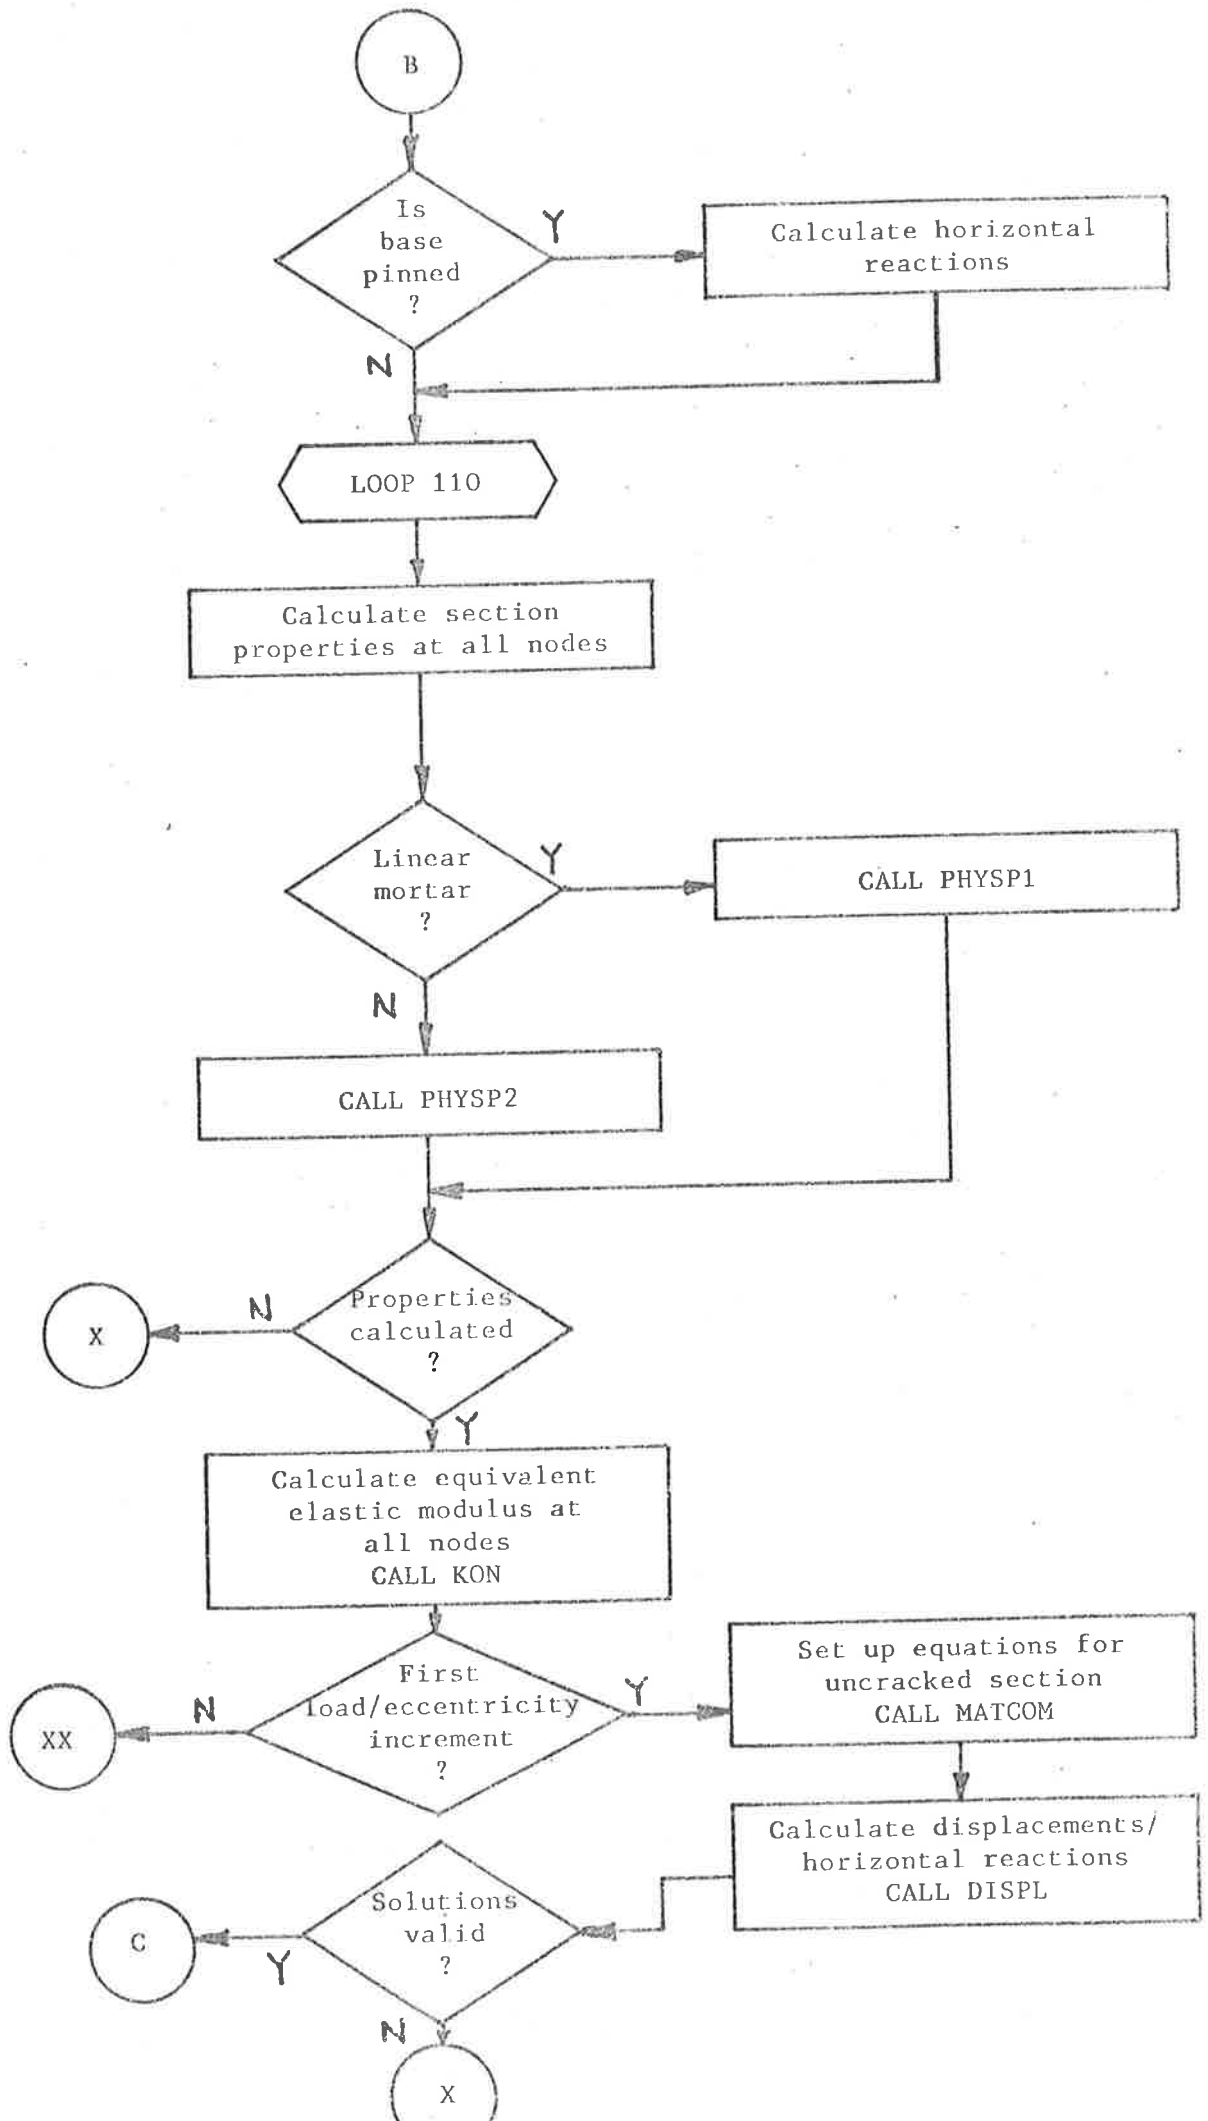 B
Is
base
pinned
?
Y
Calculate horizontal
reactions
N
LOOP 110
Calculate section
properties at all nodes
Linear
mortar
?
Y
CALL PHYSP1
N
CALL PHYSP2
Properties
calculated
?
N
X
Y
Calculate equivalent
elastic modulus at
all nodes
CALL KON
First
load/eccentricity
increment
?
N
XX
Y
Set up equations for
uncracked section
CALL MATCOM
Calculate displacements/
horizontal reactions
CALL DISPL
Solutions
valid
?
Y
C
N
X